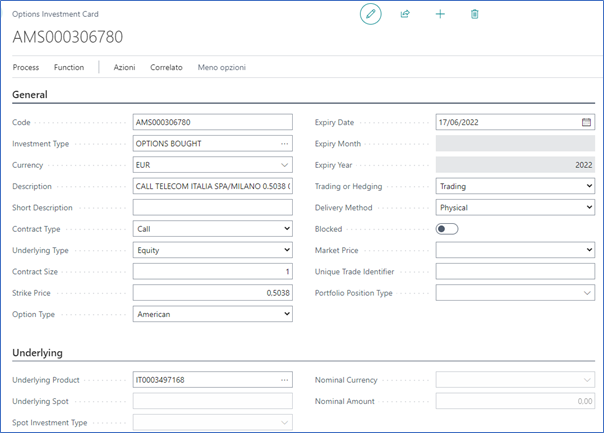 Options Investment Card
AMS000306780
Process Function Azioni Correlato Meno opzioni
General
Code AMS000306780
Investment Type OPTIONS BOUGHT ...
Currency EUR
Description CALL TELECOM ITALIA SPA/MILANO 0.5038
Short Description
Contract Type Call
Underlying Type Equity
Contract Size 1
Strike Price 0.5038
Option Type American
Expiry Date 17/06/2022
Expiry Month
Expiry Year 2022
Trading or Hedging Trading
Delivery Method Physical
Blocked
Market Price
Unique Trade Identifier
Portfolio Position Type
Underlying
Underlying Product IT0003497168 ...
Underlying Spot
Spot Investment Type
Nominal Currency
Nominal Amount 0,00